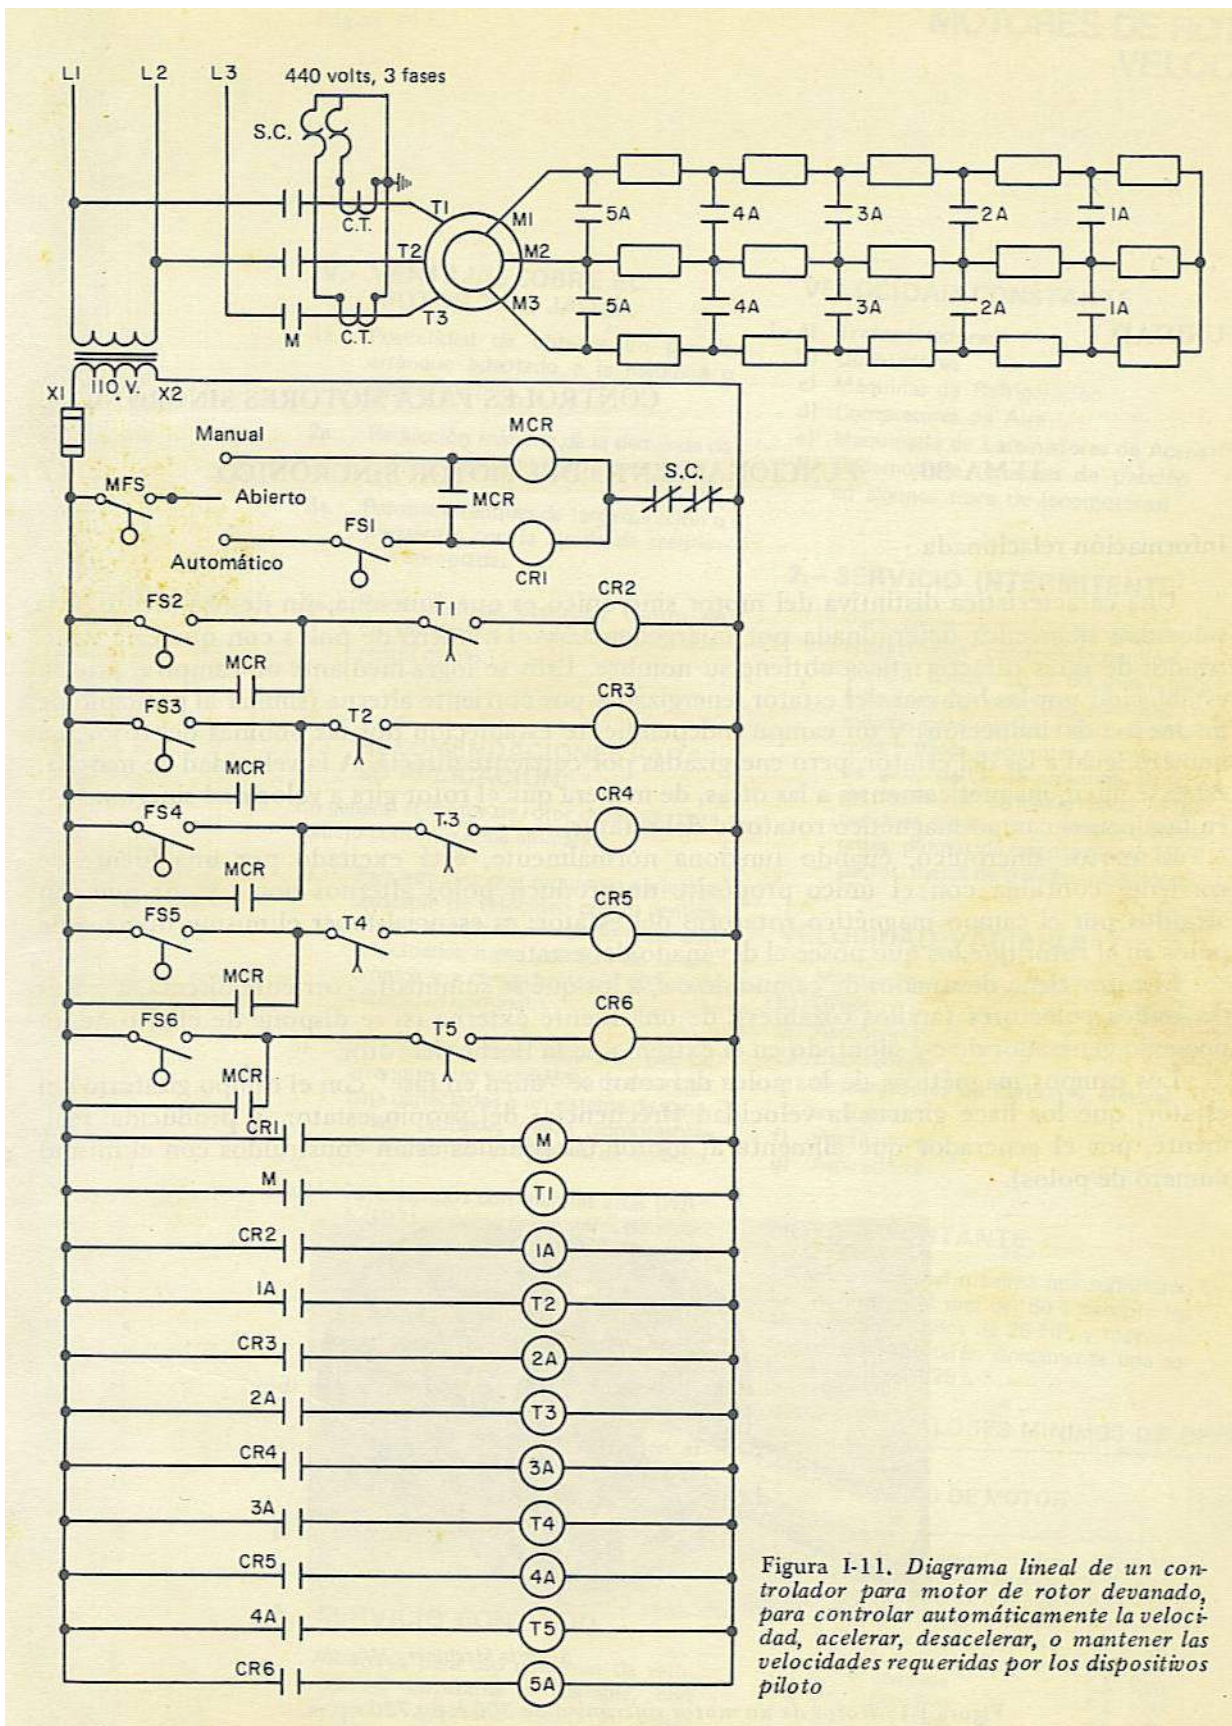 L1 L2 L3 440 volts, 3 fases
S.C.
T1 C.T. M1 5A 4A 3A 2A 1A
T2 M2
M C.T. T3 M3 5A 4A 3A 2A 1A
X1 110 V. X2
Manual MCR
MFS Abierto MCR S.C.
Automático FS1 CR1
FS2 T1 CR2
MCR
FS3 T2 CR3
MCR
FS4 T.3 CR4
MCR
FS5 T4 CR5
MCR
FS6 T5 CR6
MCR
CR1 M
M T1
CR2 1A
1A T2
CR3 2A
2A T3
CR4 3A
3A T4
CR5 4A
4A T5
CR6 5A
Figura I-11. Diagrama lineal de un con-
trolador para motor de rotor devanado,
para controlar automáticamente la veloci-
dad, acelerar, desacelerar, o mantener las
velocidades requeridas por los dispositivos
piloto